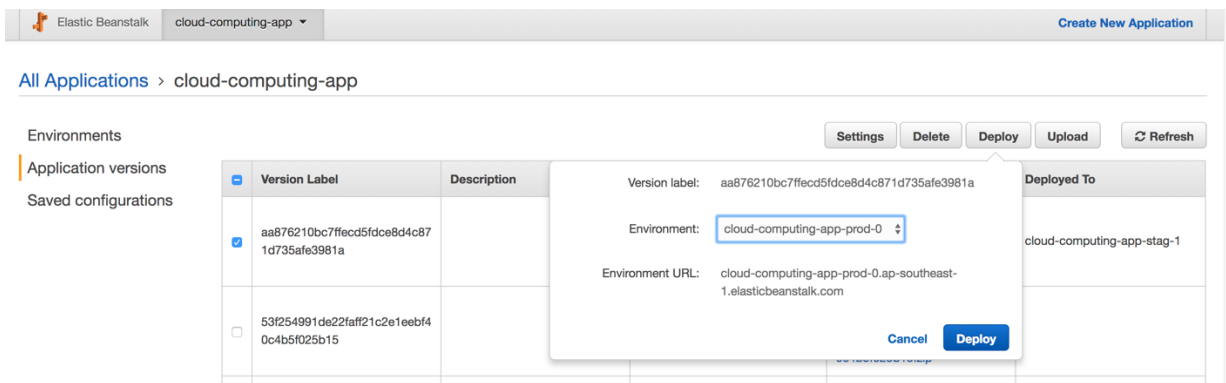 Elastic Beanstalk
cloud-computing-app
Create New Application
All Applications > cloud-computing-app
Environments
Application versions
Saved configurations
Settings
Delete
Deploy
Upload
Refresh
Version Label
Description
Deployed To
aa876210bc7ffecd5fdce8d4c87
1d735afe3981a
cloud-computing-app-stag-1
53f254991de22faff21c2e1eebf4
0c4b5f025b15
Version label: aa876210bc7ffecd5fdce8d4c871d735afe3981a
Environment: cloud-computing-app-prod-0
Environment URL: cloud-computing-app-prod-0.ap-southeast-
1.elasticbeanstalk.com
Cancel
Deploy